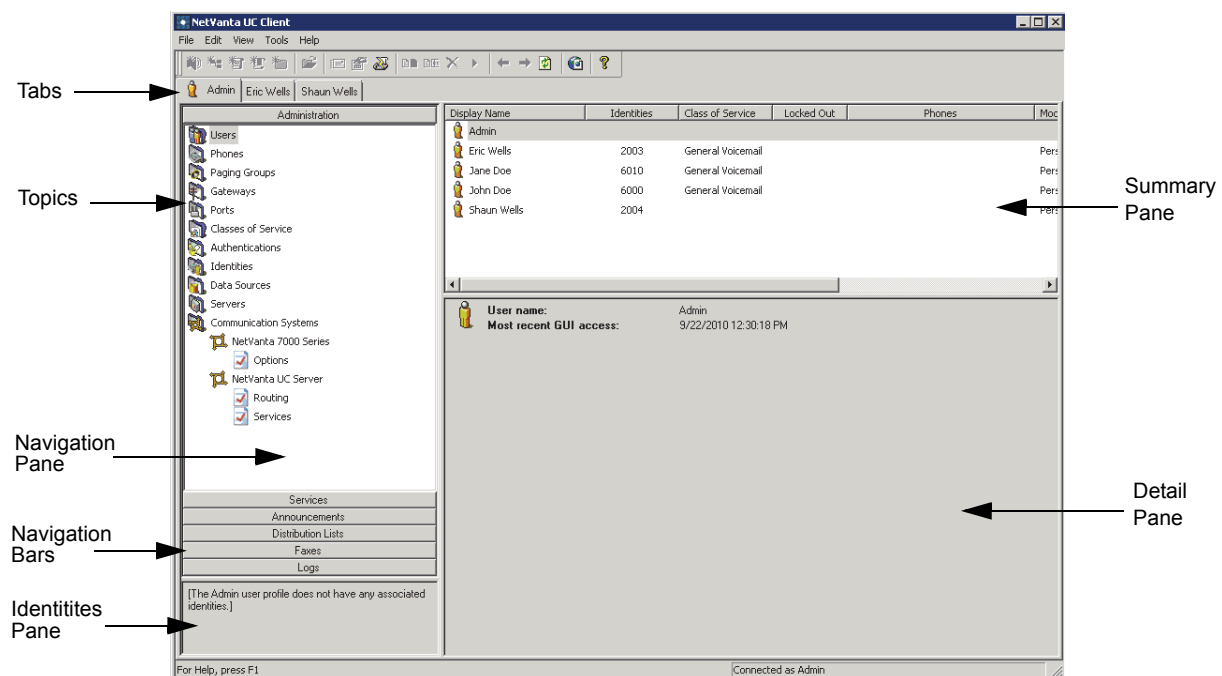 NetVanta UC Client
File Edit View Tools Help
Tabs
Admin Eric Wells Shaun Wells
Administration
Users
Phones
Paging Groups
Gateways
Ports
Classes of Service
Authentications
Identities
Data Sources
Servers
Communication Systems
NetVanta 7000 Series
Options
NetVanta UC Server
Routing
Services
Topics
Navigation
Pane
Services
Announcements
Distribution Lists
Faxes
Logs
Navigation
Bars
[The Admin user profile does not have any associated
identities.]
Identitites
Pane
Display Name Identities Class of Service Locked Out Phones Moc
Admin
Eric Wells 2003 General Voicemail Pers
Jane Doe 6010 General Voicemail Pers
John Doe 6000 General Voicemail Pers
Shaun Wells 2004 Pers
Summary
Pane
User name: Admin
Most recent GUI access: 9/22/2010 12:30:18 PM
Detail
Pane
For Help, press F1
Connected as Admin